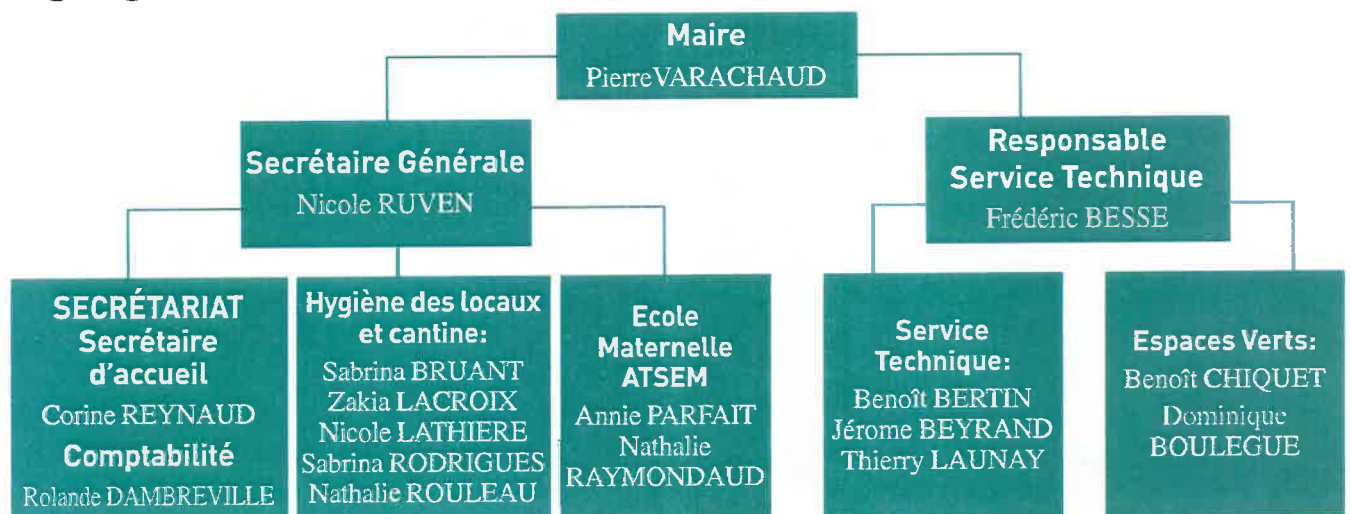 Maire
PierreVARACHAUD
Secrétaire Générale
Nicole RUVEN
Responsable
Service Technique
Frédéric BESSE
SECRÉTARIAT
Secrétaire
d'accueil
Corine REYNAUD
Comptabilité
Rolande DAMBREVILLE
Hygiène des locaux
et cantine:
Sabrina BRUANT
Zakia LACROIX
Nicole LATHIERE
Sabrina RODRIGUES
Nathalie ROULEAU
Ecole
Maternelle
ATSEM
Annie PARFAIT
Nathalie
RAYMONDAUD
Service
Technique:
Benoît BERTIN
Jérome BEYRAND
Thierry LAUNAY
Espaces Verts:
Benoît CHIQUET
Dominique
BOULEGUE